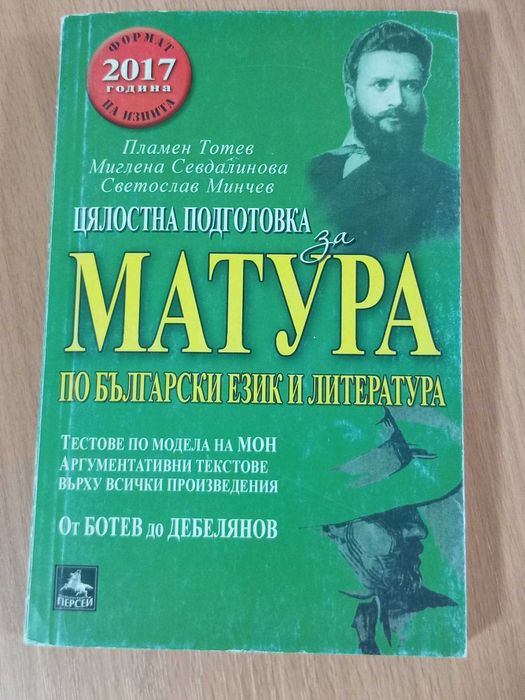 ФОРМАТ
2017
година
НА ИЗПИТА
Пламен Тотев
Миглена Севдалинова
Светослав Минчев
ЦЯЛОСТНА ПОДГОТОВКА
за
МАТУРА
ПО БЪЛГАРСКИ ЕЗИК И ЛИТЕРАТУРА
ТЕСТОВЕ ПО МОДЕЛА НА МОН
АРГУМЕНТАТИВНИ ТЕКСТОВЕ
ВЪРХУ ВСИЧКИ ПРОИЗВЕДЕНИЯ
От БОТЕВ до ДЕБЕЛЯНОВ
ПЕРСЕЙ